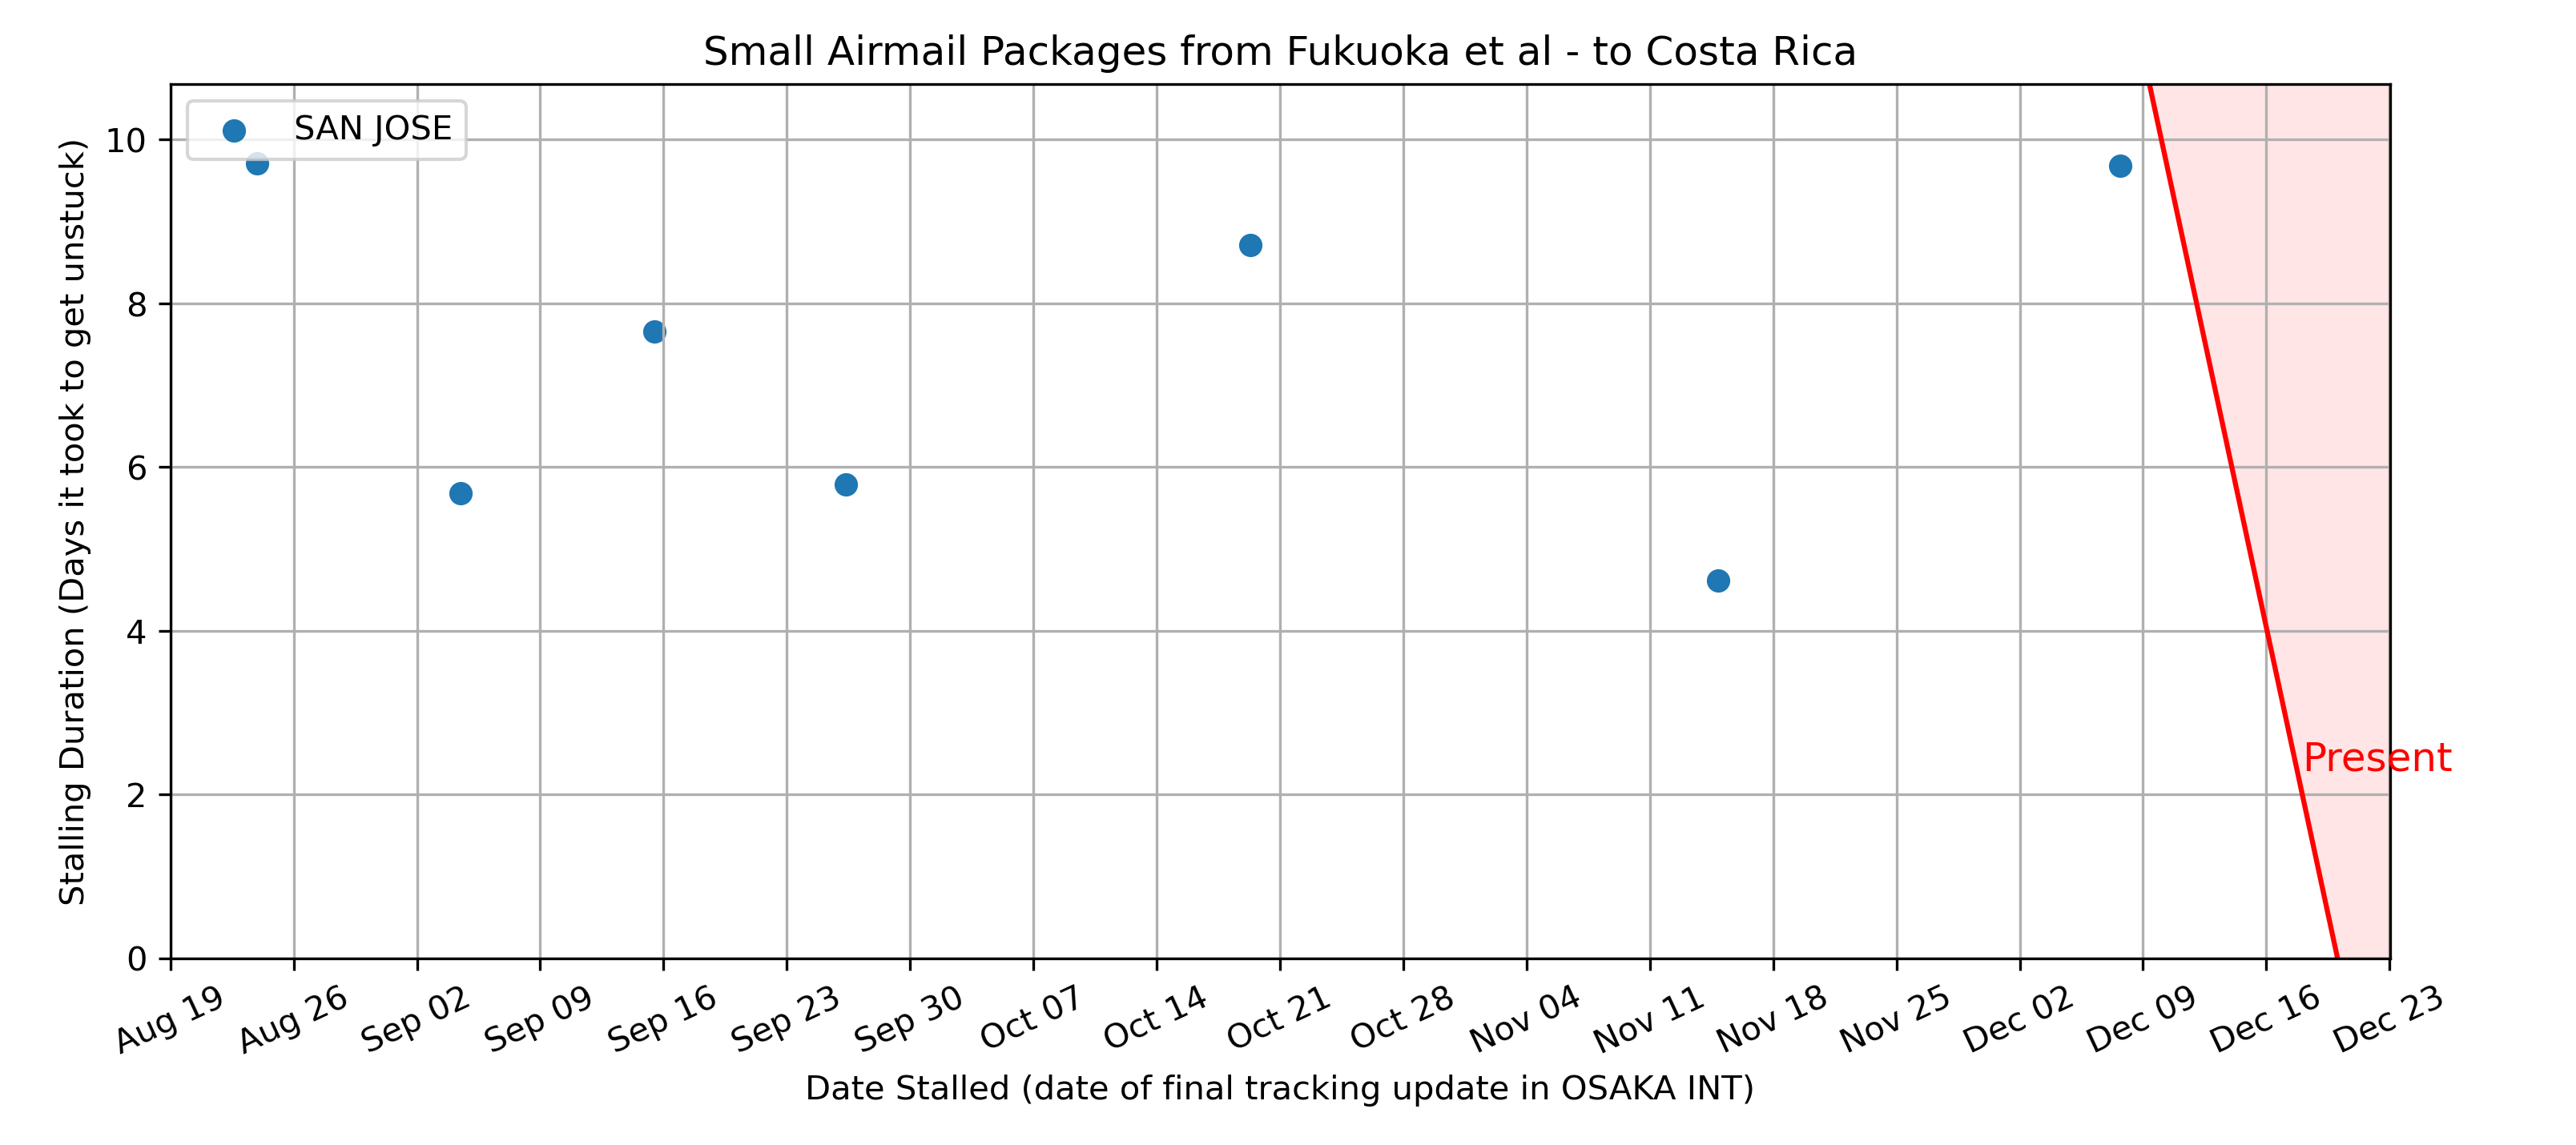 Small Airmail Packages from Fukuoka et al - to Costa Rica
SAN JOSE
Stalling Duration (Days it took to get unstuck)
10
8
6
4
2
0
Present
Aug 19
Aug 26
Sep 02
Sep 09
Sep 16
Sep 23
Sep 30
Oct 07
Oct 14
Oct 21
Oct 28
Nov 04
Nov 11
Nov 18
Nov 25
Dec 02
Dec 09
Dec 16
Dec 23
Date Stalled (date of final tracking update in OSAKA INT)